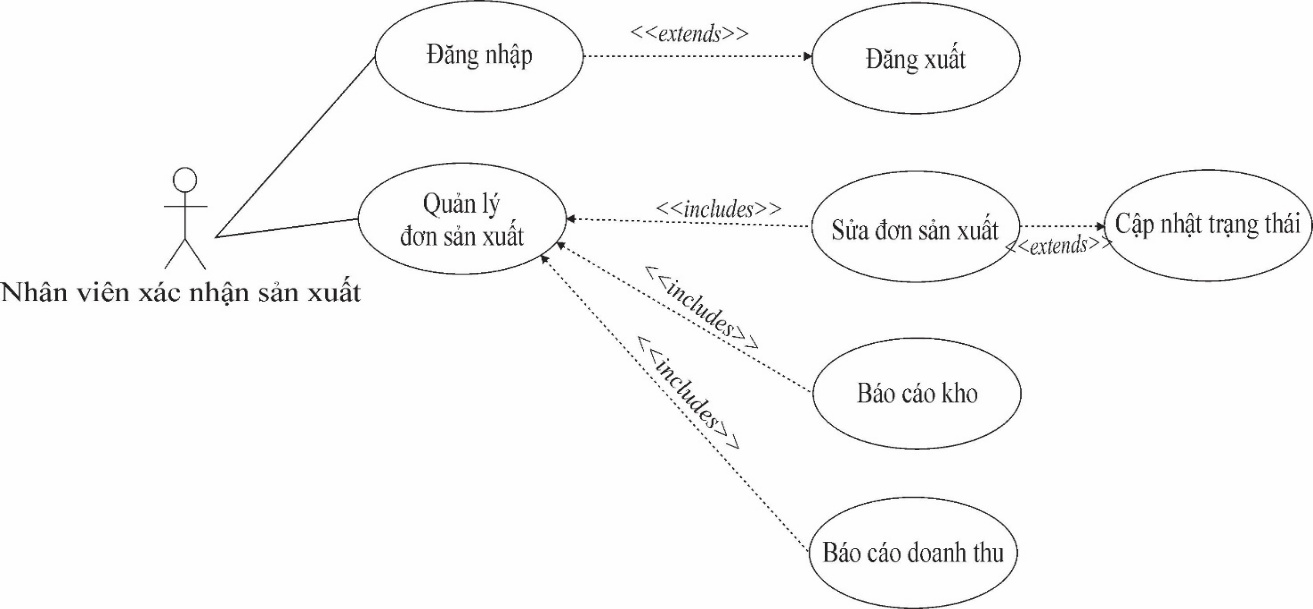 <<extends>>
Đăng nhập
Đăng xuất
Quản lý
đơn sản xuất
<<includes>>
Sửa đơn sản xuất
Cập nhật trạng thái
<<extends>>
Nhân viên xác nhận sản xuất
<<includes>>
<<includes>>
Báo cáo kho
Báo cáo doanh thu